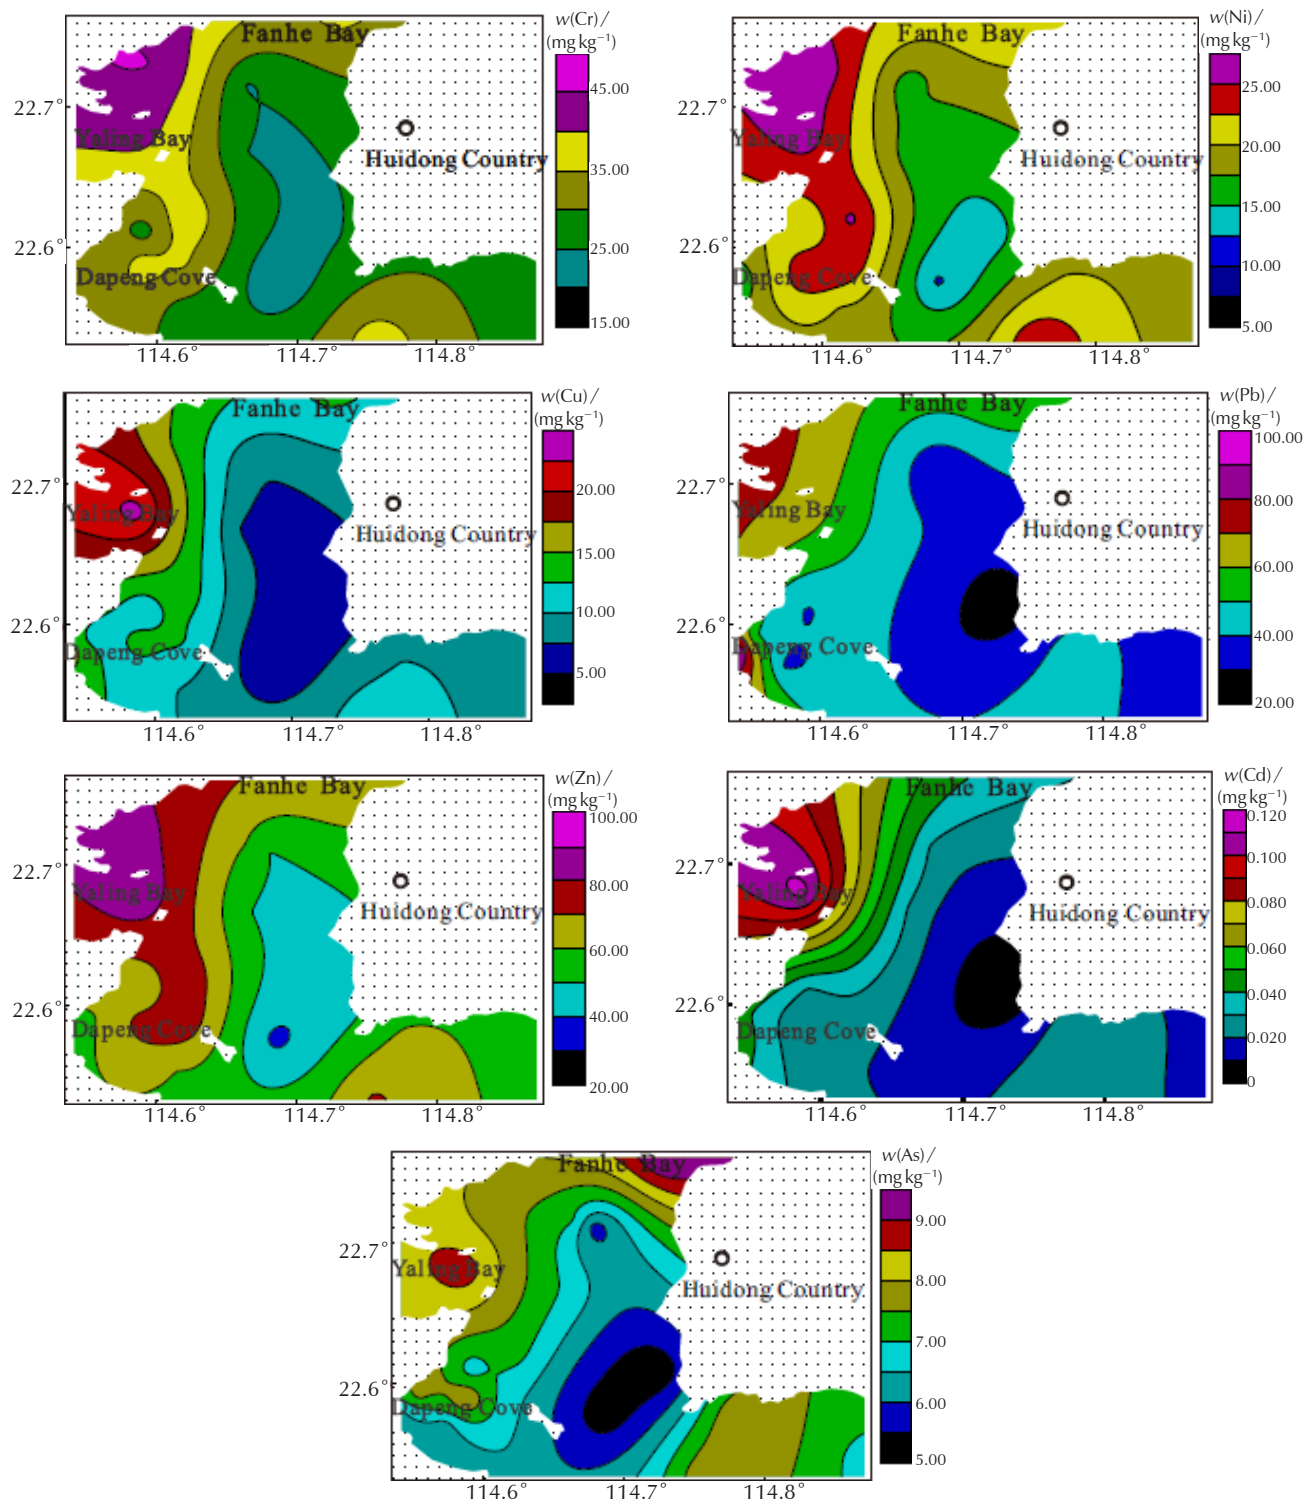 w(Cr)/
(mg kg⁻¹)
45.00
35.00
25.00
15.00
Fanhe Bay
Yaling Bay
Huidong Country
Dapeng Cove
22.7°
22.6°
114.6°
114.7°
114.8°
w(Ni)/
(mg kg⁻¹)
25.00
20.00
15.00
10.00
5.00
Fanhe Bay
Yaling Bay
Huidong Country
Dapeng Cove
22.7°
22.6°
114.6°
114.7°
114.8°
w(Cu)/
(mg kg⁻¹)
20.00
15.00
10.00
5.00
Fanhe Bay
Yaling Bay
Huidong Country
Dapeng Cove
22.7°
22.6°
114.6°
114.7°
114.8°
w(Pb)/
(mg kg⁻¹)
100.00
80.00
60.00
40.00
20.00
Fanhe Bay
Yaling Bay
Huidong Country
Dapeng Cove
22.7°
22.6°
114.6°
114.7°
114.8°
w(Zn)/
(mg kg⁻¹)
100.00
80.00
60.00
40.00
20.00
Fanhe Bay
Yaling Bay
Huidong Country
Dapeng Cove
22.7°
22.6°
114.6°
114.7°
114.8°
w(Cd)/
(mg kg⁻¹)
0.120
0.100
0.080
0.060
0.040
0.020
0
Fanhe Bay
Yaling Bay
Huidong Country
Dapeng Cove
22.7°
22.6°
114.6°
114.7°
114.8°
w(As)/
(mg kg⁻¹)
9.00
8.00
7.00
6.00
5.00
Fanhe Bay
Yaling Bay
Huidong Country
Dapeng Cove
22.7°
22.6°
114.6°
114.7°
114.8°